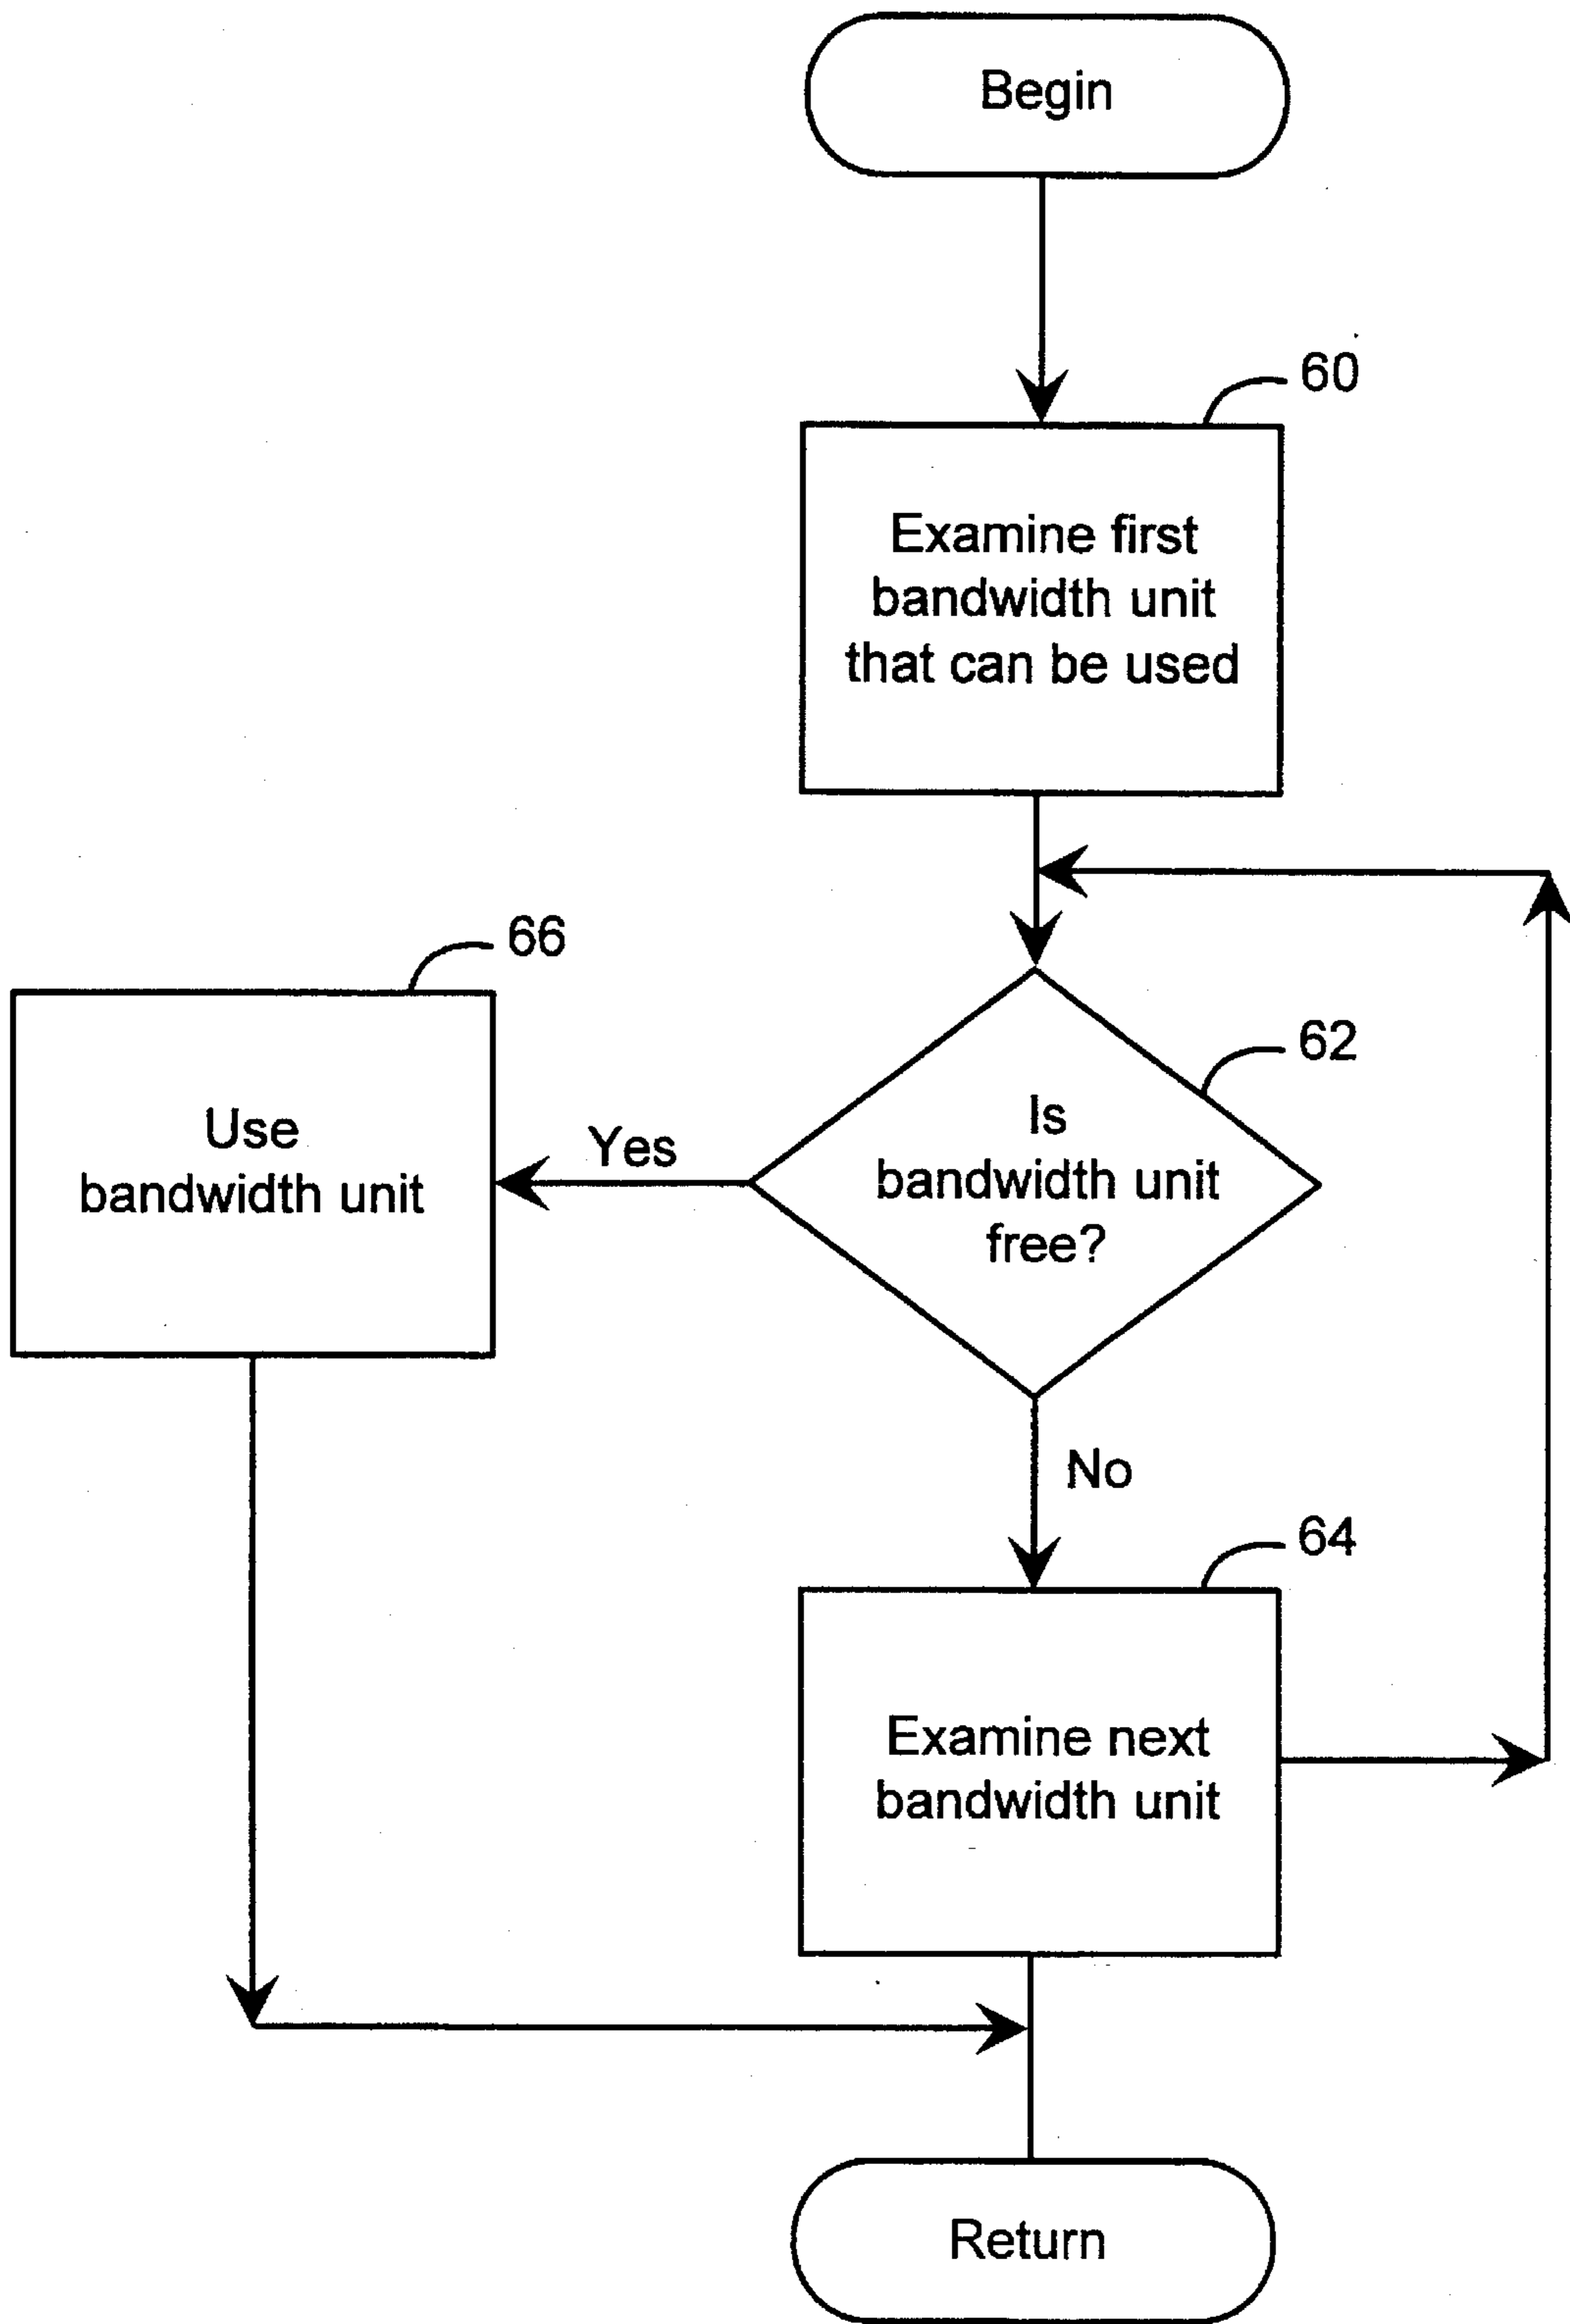 Begin
60
Examine first
bandwidth unit
that can be used
66
62
Use
bandwidth unit
Yes
Is
bandwidth unit
free?
No
64
Examine next
bandwidth unit
Return